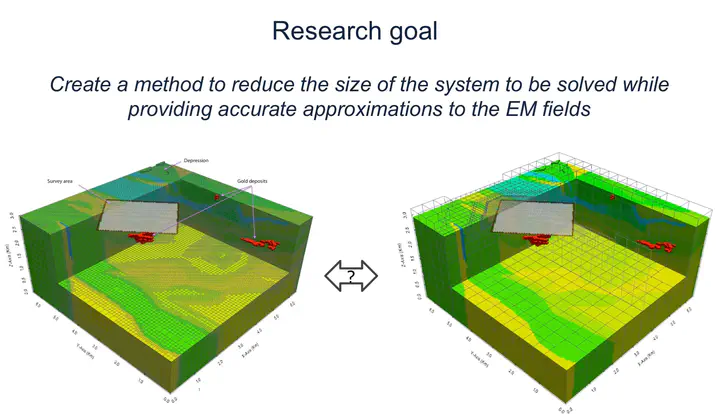 Research goal
Create a method to reduce the size of the system to be solved while
providing accurate approximations to the EM fields
Depression
Survey area
Gold deposits
?
Z-Axis (Km)
Y-Axis (Km)
X-Axis (Km)
Z-Axis (Km)
Y-Axis (Km)
X-Axis (Km)